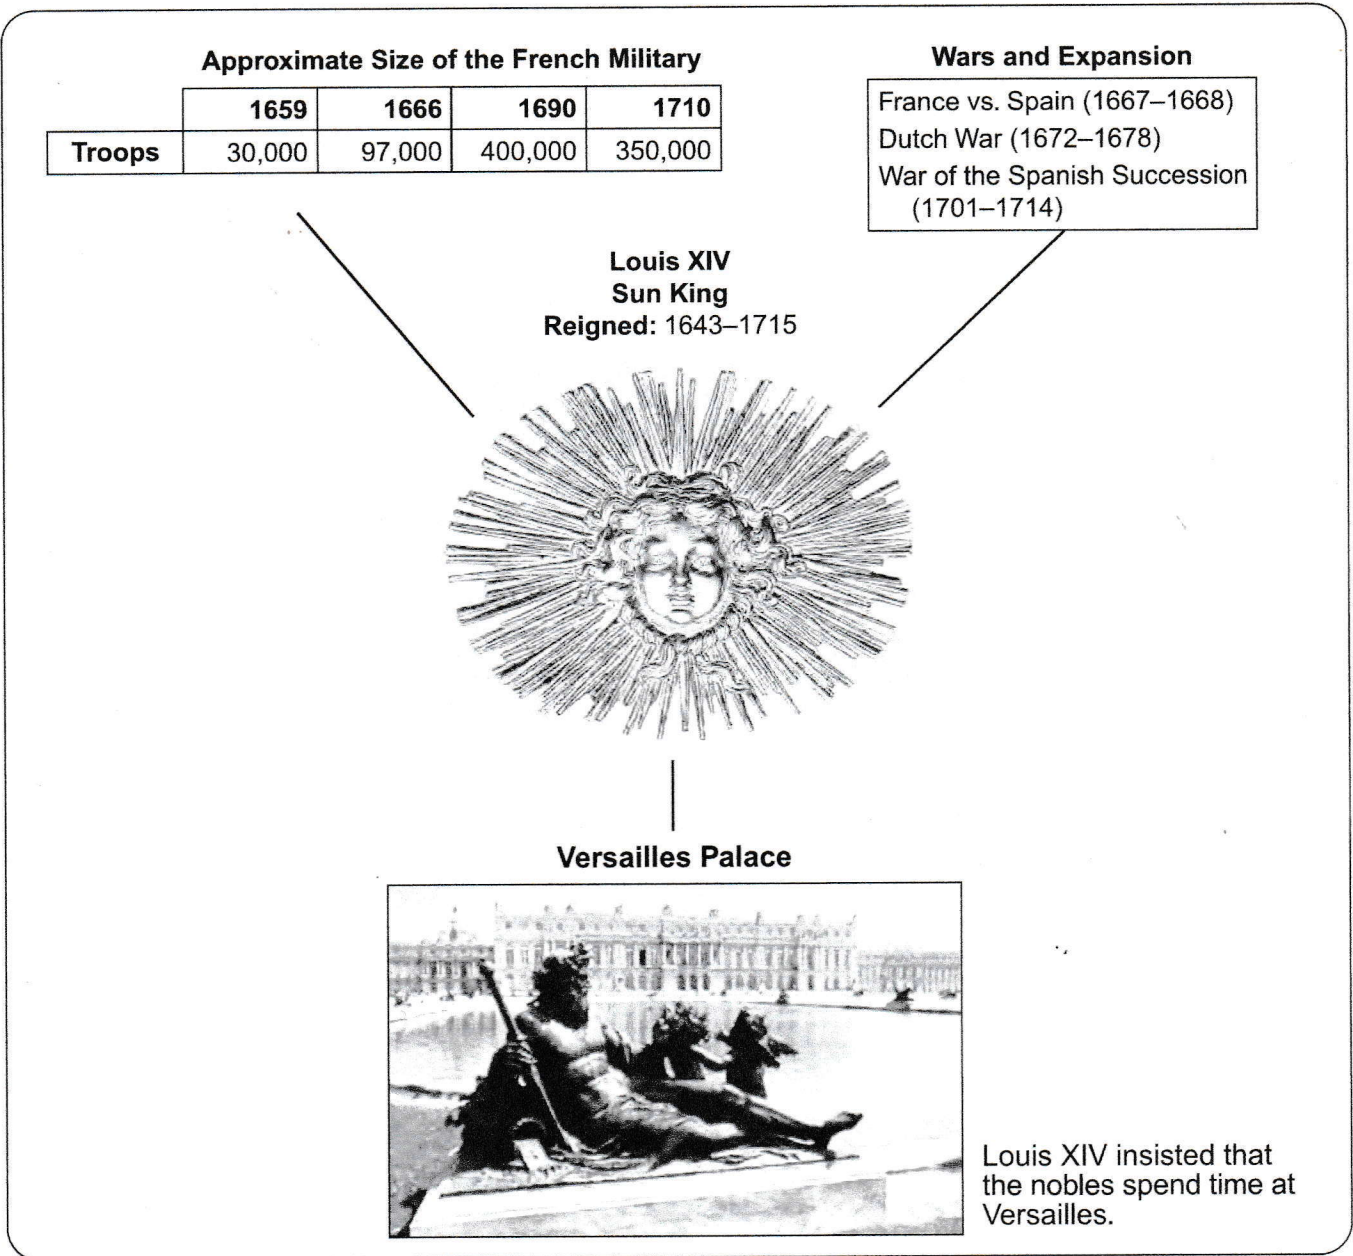 Approximate Size of the French Military
1659 1666 1690 1710
Troops 30,000 97,000 400,000 350,000
Wars and Expansion
France vs. Spain (1667–1668)
Dutch War (1672–1678)
War of the Spanish Succession
(1701–1714)
Louis XIV
Sun King
Reigned: 1643–1715
Versailles Palace
Louis XIV insisted that
the nobles spend time at
Versailles.